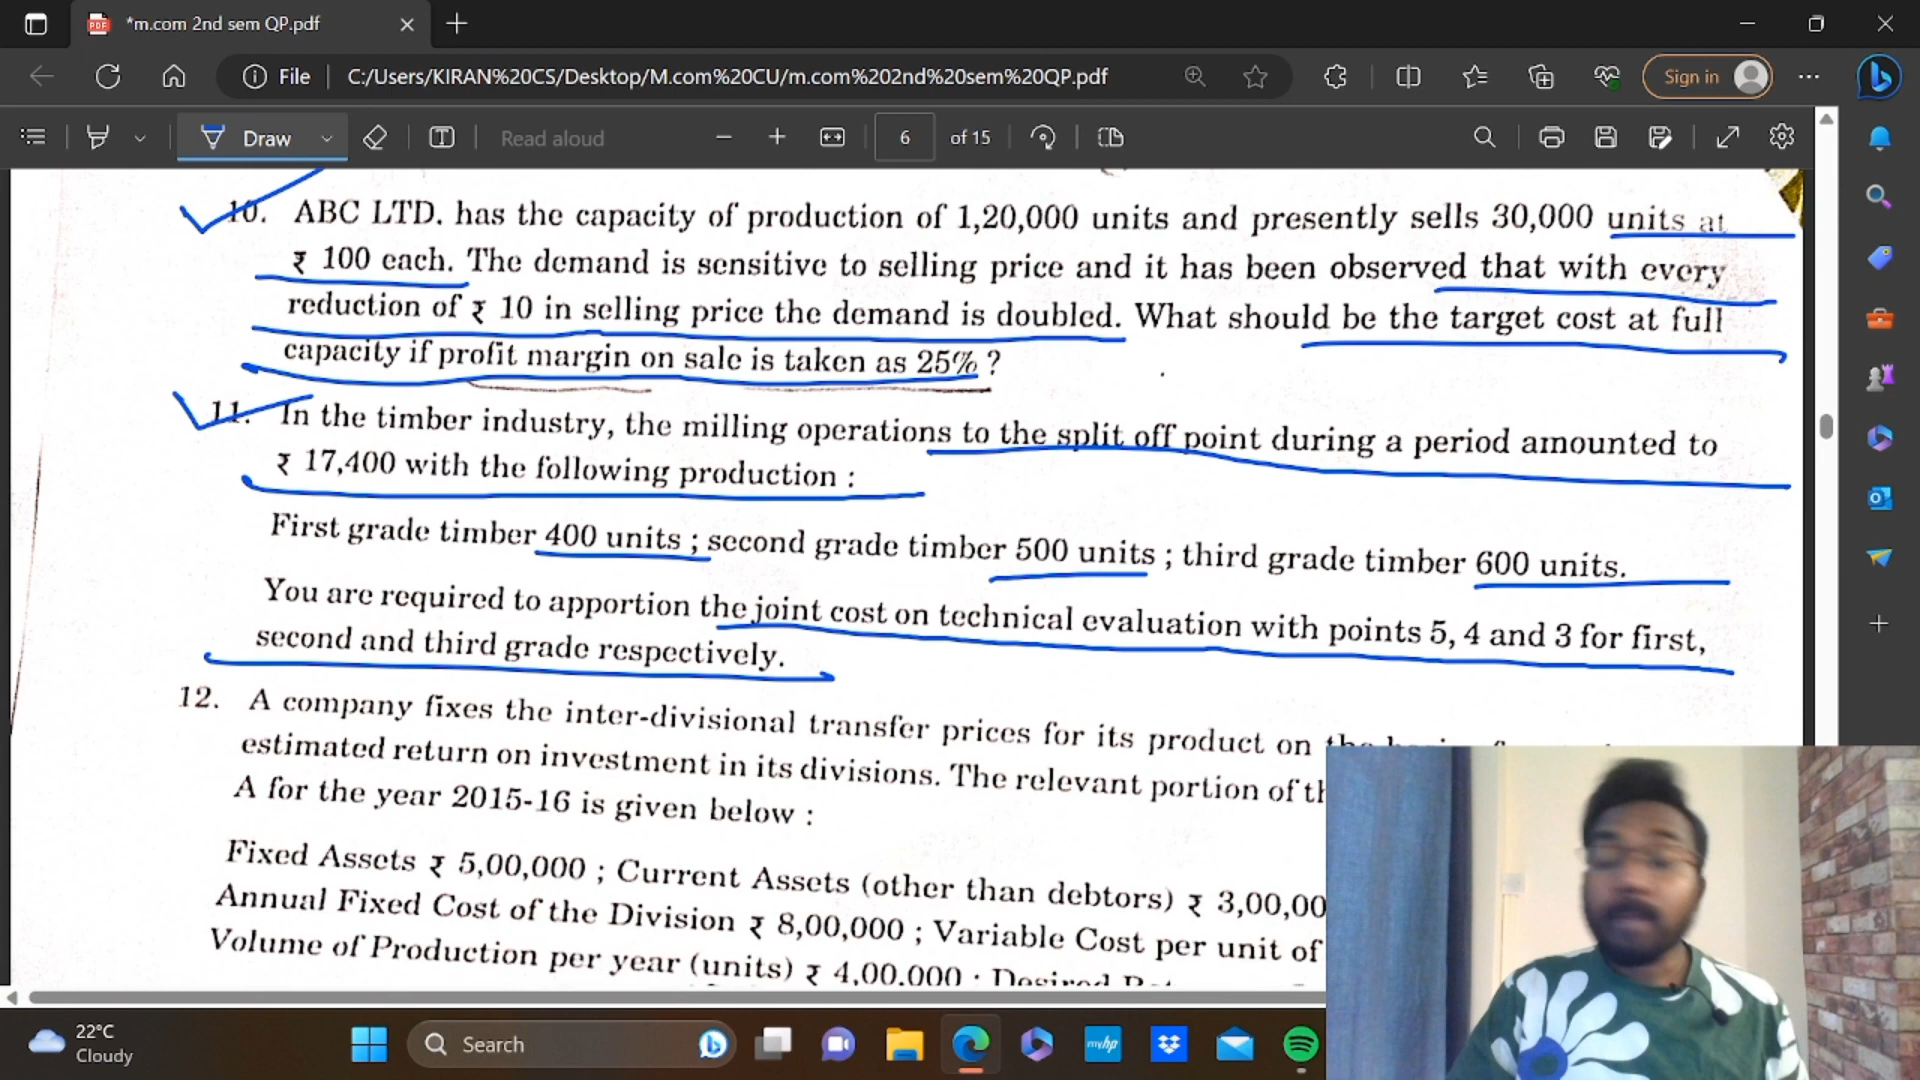 *m.com 2nd sem QP.pdf
File
C:/Users/KIRAN%20CS/Desktop/M.com%20CU/m.com%202nd%20sem%20QP.pdf
Sign in
Draw
Read aloud
6 of 15
10. ABC LTD. has the capacity of production of 1,20,000 units and presently sells 30,000 units at
₹ 100 each. The demand is sensitive to selling price and it has been observed that with every
reduction of ₹ 10 in selling price the demand is doubled. What should be the target cost at full
capacity if profit margin on sale is taken as 25% ?
11. In the timber industry, the milling operations to the split off point during a period amounted to
₹ 17,400 with the following production :
First grade timber 400 units ; second grade timber 500 units ; third grade timber 600 units.
You are required to apportion the joint cost on technical evaluation with points 5, 4 and 3 for first,
second and third grade respectively.
12. A company fixes the inter-divisional transfer prices for its product on the
estimated return on investment in its divisions. The relevant portion of th
A for the year 2015-16 is given below :
Fixed Assets ₹ 5,00,000 ; Current Assets (other than debtors) ₹ 3,00,00
Annual Fixed Cost of the Division ₹ 8,00,000 ; Variable Cost per unit of
Volume of Production per year (units) ₹ 4,00,000 ; Desired
22°C
Cloudy
Search
myhp